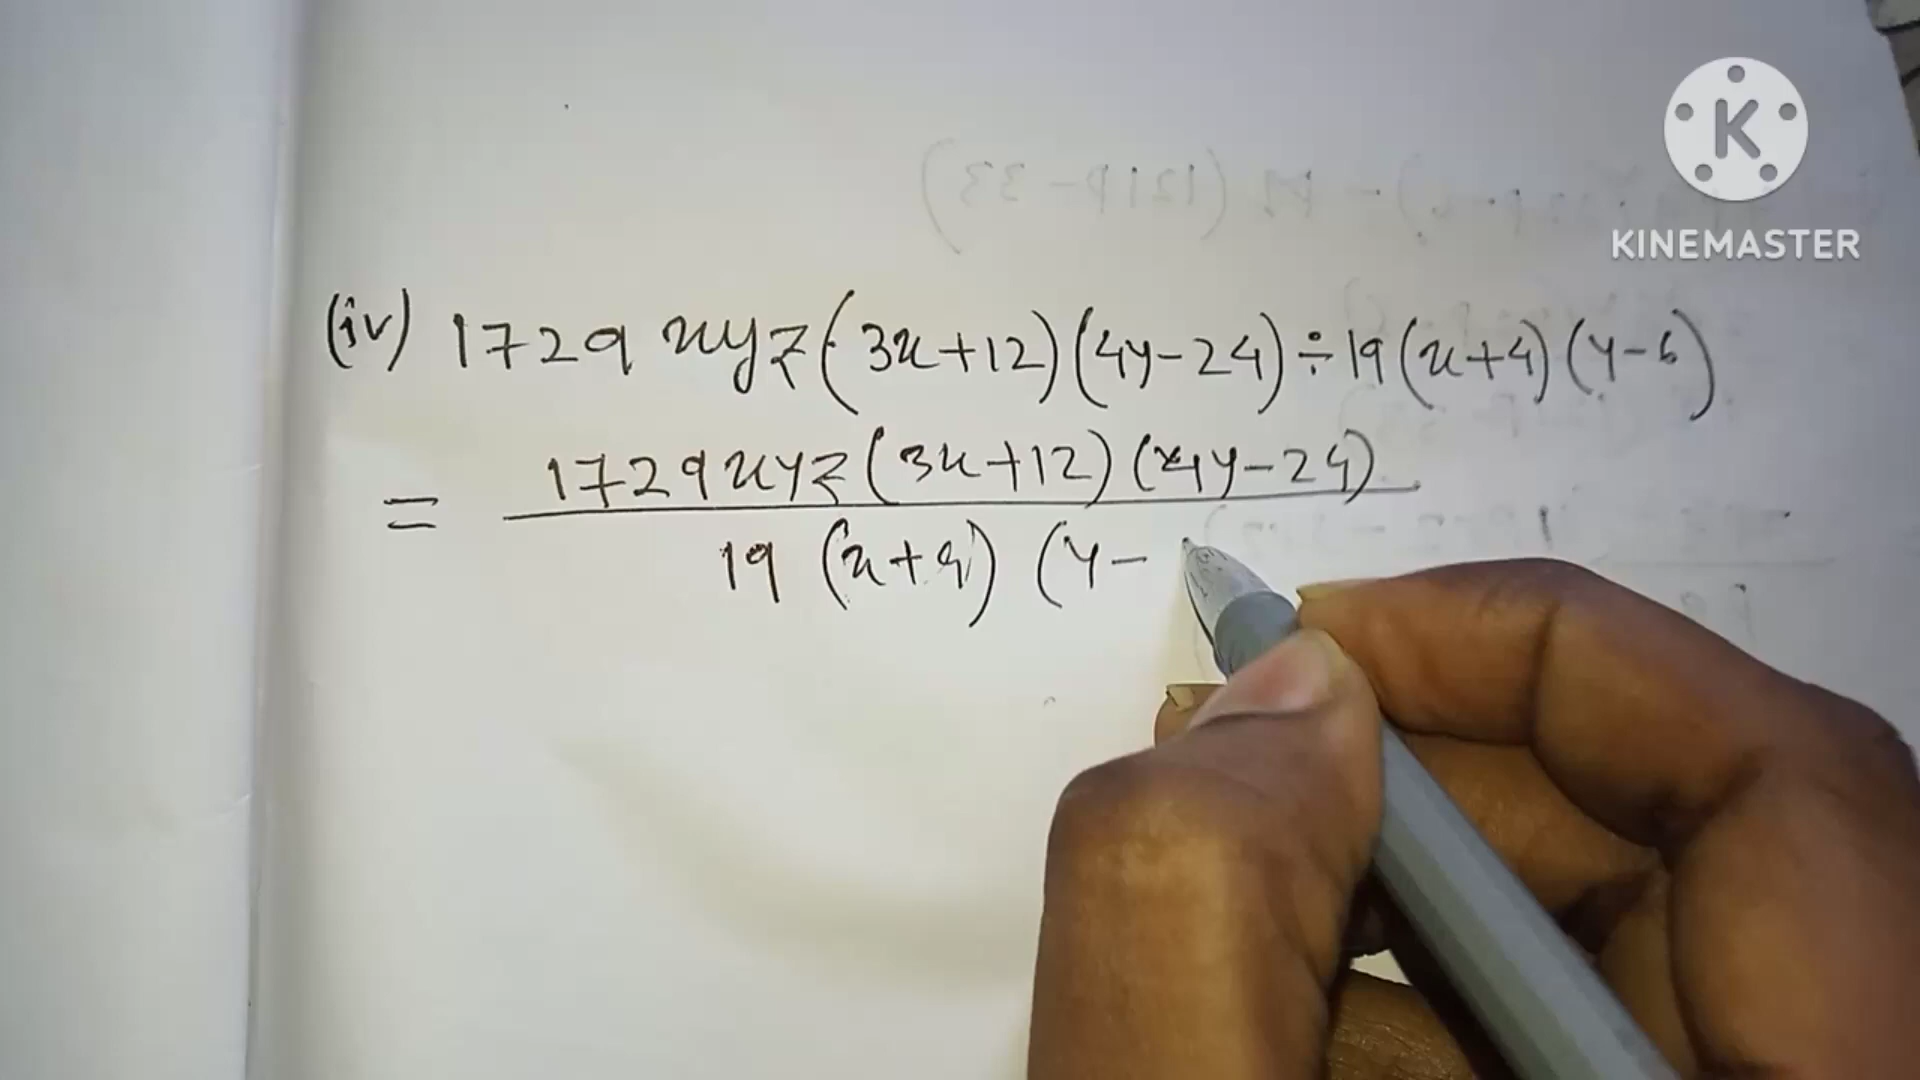 KINEMASTER
(iv) 1729 xyz(3x+12)(4y-24)÷19(x+4)(y-6)
= 1729xyz(3x+12)(4y-24)
19 (x+4) (y-